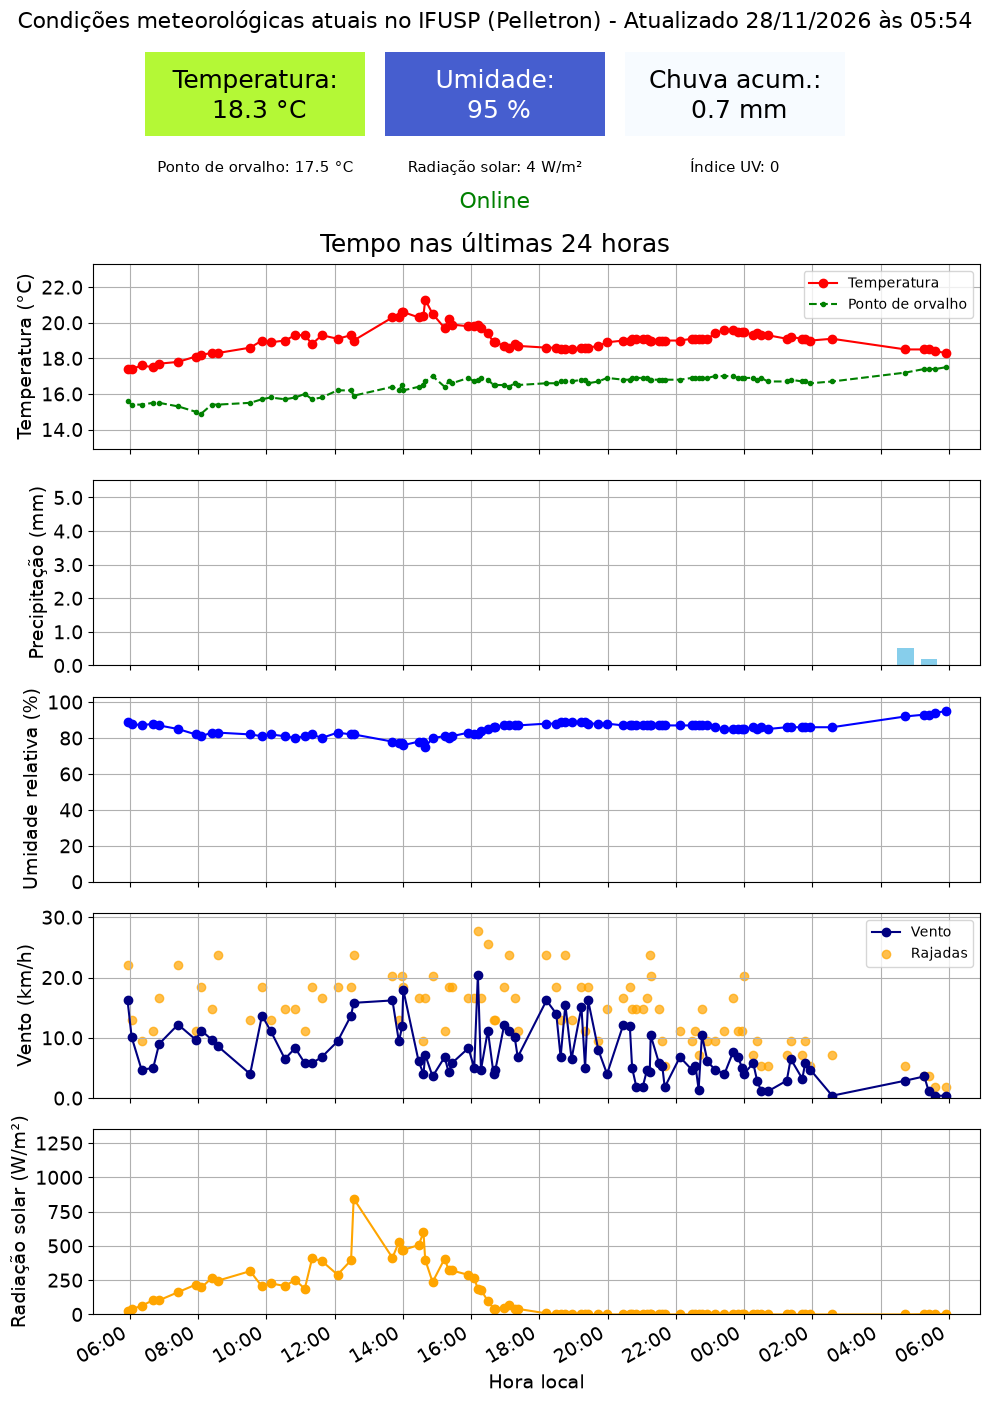 Condições meteorológicas atuais no IFUSP (Pelletron) - Atualizado 28/11/2026 às 05:54
Temperatura:
18.3 °C
Umidade:
95 %
Chuva acum.:
0.7 mm
Ponto de orvalho: 17.5 °C
Radiação solar: 4 W/m²
Índice UV: 0
Online
Tempo nas últimas 24 horas
Temperatura (°C)
22.0
20.0
18.0
16.0
14.0
Temperatura
Ponto de orvalho
Precipitação (mm)
5.0
4.0
3.0
2.0
1.0
0.0
Umidade relativa (%)
100
80
60
40
20
0
Vento (km/h)
30.0
20.0
10.0
0.0
Vento
Rajadas
Radiação solar (W/m²)
1250
1000
750
500
250
0
06:00
08:00
10:00
12:00
14:00
16:00
18:00
20:00
22:00
00:00
02:00
04:00
06:00
Hora local